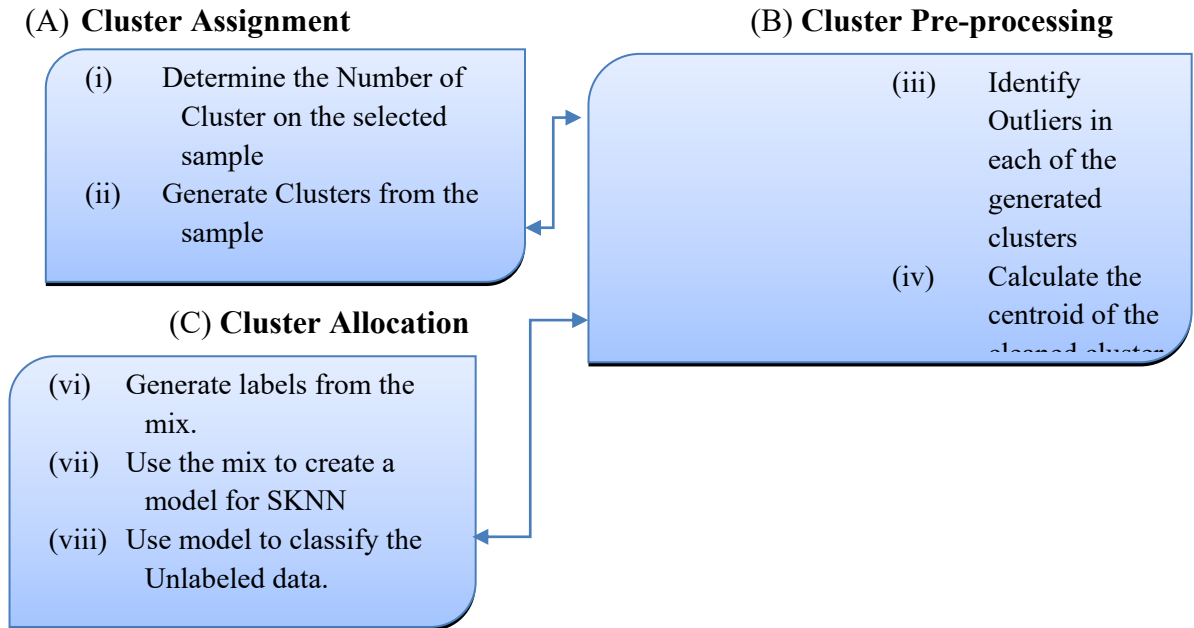 (A) Cluster Assignment
(i) Determine the Number of
Cluster on the selected
sample
(ii) Generate Clusters from the
sample
(B) Cluster Pre-processing
(iii) Identify
Outliers in
each of the
generated
clusters
(iv) Calculate the
centroid of the
cleaned cluster
(C) Cluster Allocation
(vi) Generate labels from the
mix.
(vii) Use the mix to create a
model for SKNN
(viii) Use model to classify the
Unlabeled data.